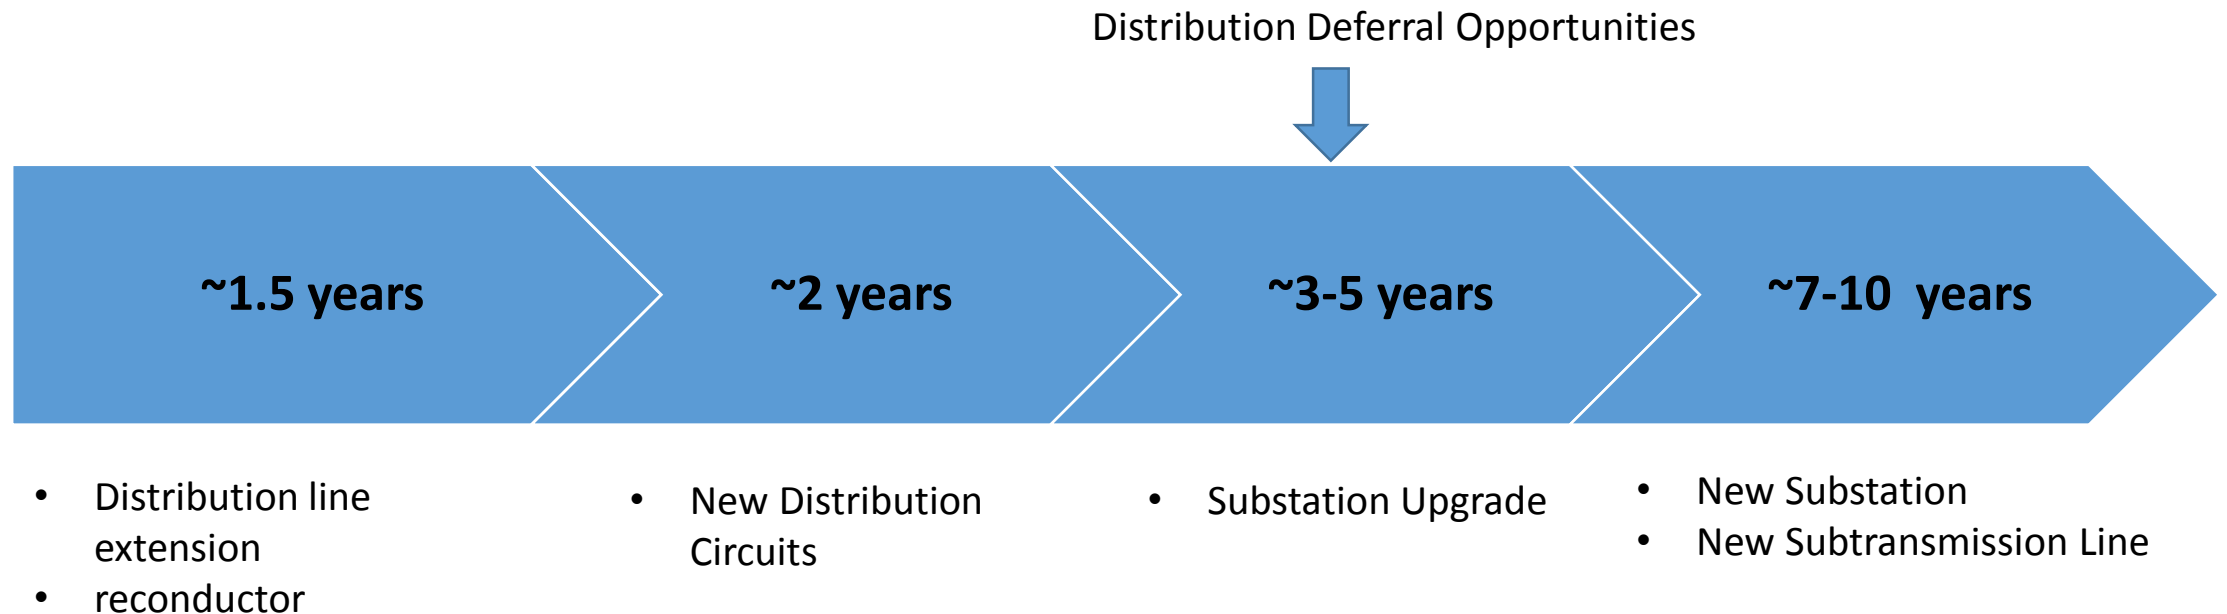 Distribution Deferral Opportunities
~1.5 years
~2 years
~3-5 years
~7-10  years
• Distribution line
extension
• reconductor
• New Distribution
Circuits
• Substation Upgrade
• New Substation
• New Subtransmission Line